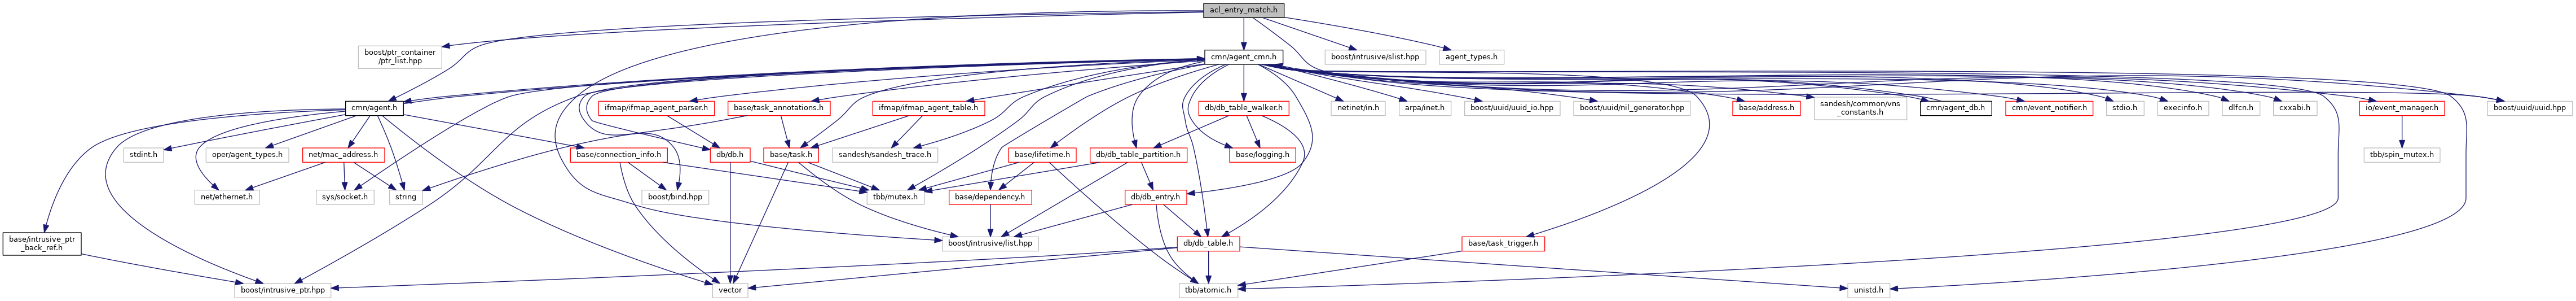 acl_entry_match.h
boost/ptr_container
/ptr_list.hpp
cmn/agent_cmn.h
boost/intrusive/slist.hpp
agent_types.h
cmn/agent.h
ifmap/ifmap_agent_parser.h
base/task_annotations.h
ifmap/ifmap_agent_table.h
db/db_table_walker.h
netinet/in.h
arpa/inet.h
boost/uuid/uuid_io.hpp
boost/uuid/nil_generator.hpp
base/address.h
sandesh/common/vns
_constants.h
cmn/agent_db.h
cmn/event_notifier.h
stdio.h
execinfo.h
dlfcn.h
cxxabi.h
io/event_manager.h
boost/uuid/uuid.hpp
stdint.h
oper/agent_types.h
net/mac_address.h
base/connection_info.h
db/db.h
base/task.h
sandesh/sandesh_trace.h
base/lifetime.h
db/db_table_partition.h
base/logging.h
tbb/spin_mutex.h
net/ethernet.h
sys/socket.h
string
boost/bind.hpp
tbb/mutex.h
base/dependency.h
db/db_entry.h
base/intrusive_ptr
_back_ref.h
boost/intrusive/list.hpp
db/db_table.h
base/task_trigger.h
boost/intrusive_ptr.hpp
vector
tbb/atomic.h
unistd.h